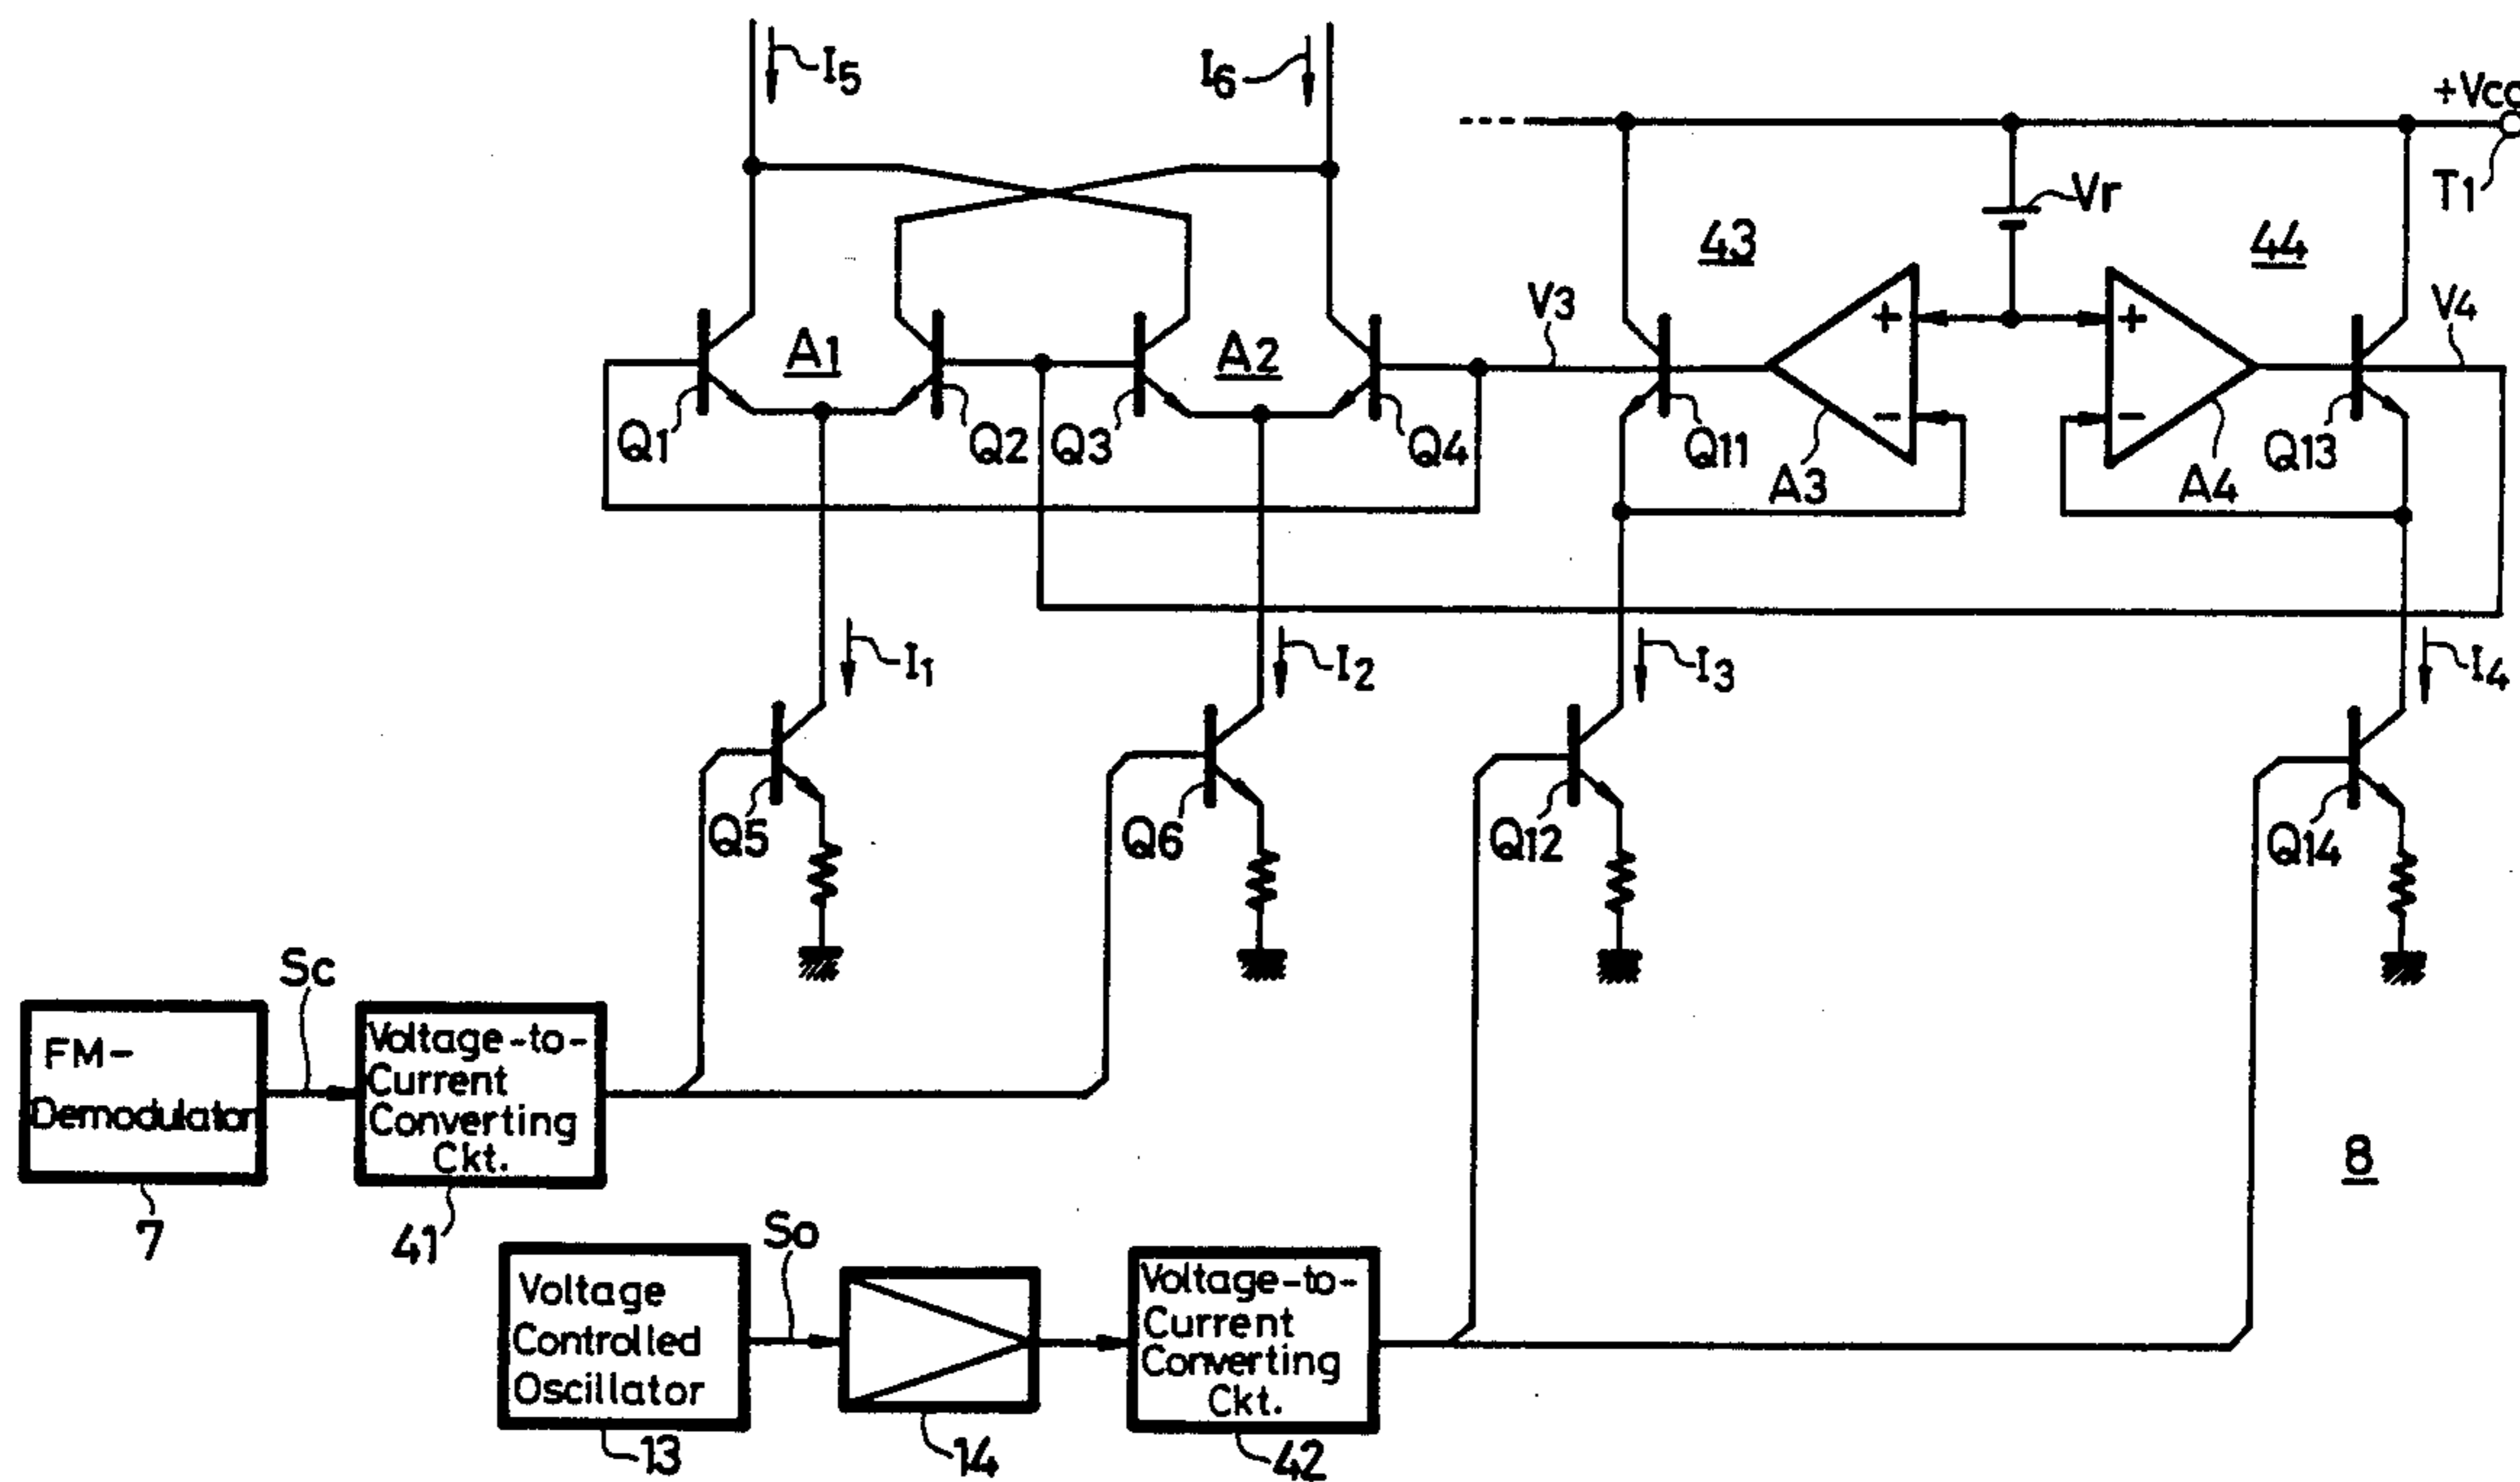 I5
I6
+Vcc
T1
Vr
43
44
V3
V4
A1
A2
+
+
-
-
Q1
Q2
Q3
Q4
Q11
A3
A4
Q13
I1
I2
I3
I4
Q5
Q6
Q12
Q14
Sc
FM-
Demodulator
Voltage-to-
Current
Converting
Ckt.
7
41
8
So
Voltage
Controlled
Oscillator
Voltage-to-
Current
Converting
Ckt.
13
14
42